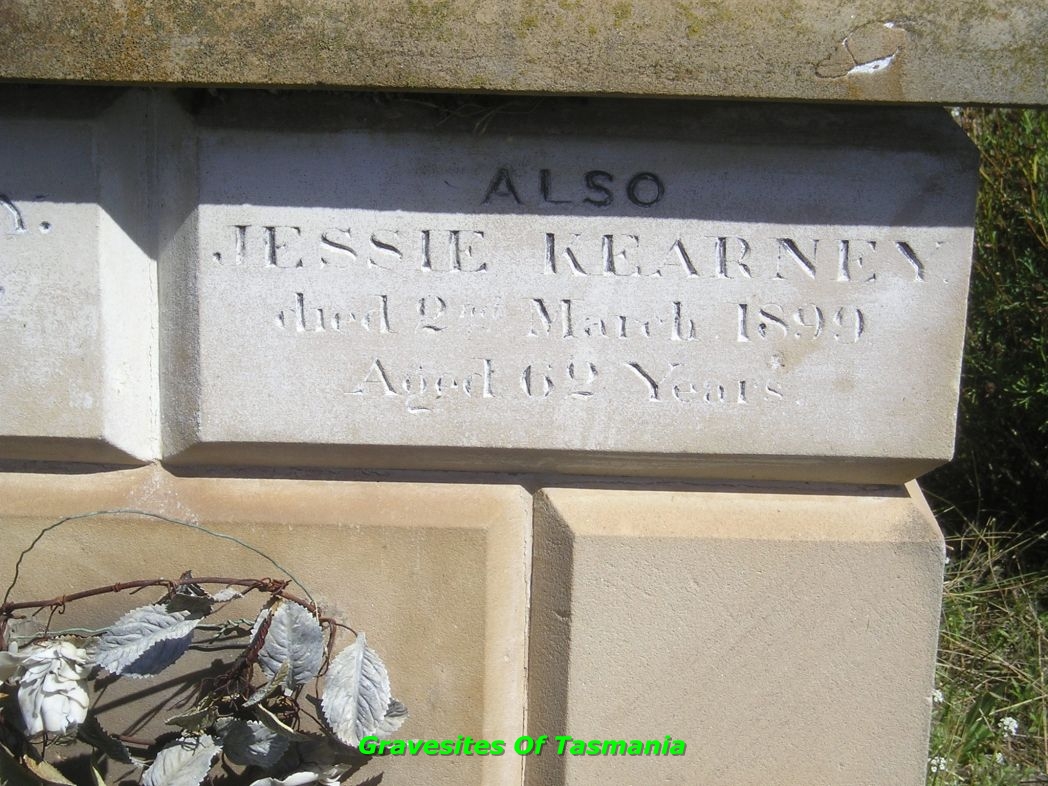 Y.
ALSO
JESSIE KEARNEY.
died 2nd March 1899
Aged 62 Years.
Gravesites Of Tasmania